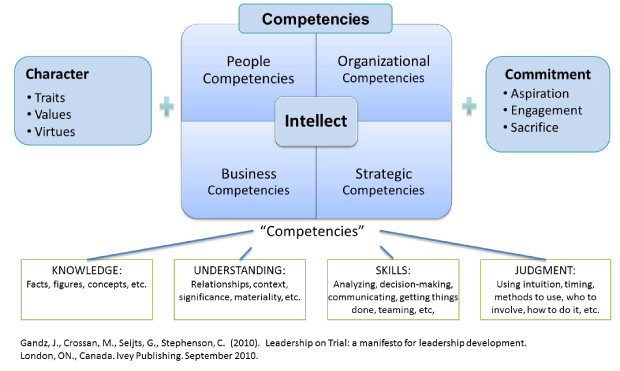 Competencies
People
Competencies
Organizational
Competencies
Character
• Traits
• Values
• Virtues
+
Intellect
+
Commitment
• Aspiration
• Engagement
• Sacrifice
Business
Competencies
Strategic
Competencies
“Competencies”
KNOWLEDGE:
Facts, figures, concepts, etc.
UNDERSTANDING:
Relationships, context,
significance, materiality, etc.
SKILLS:
Analyzing, decision-making,
communicating, getting things
done, teaming, etc,
JUDGMENT:
Using intuition, timing,
methods to use, who to
involve, how to do it, etc.
Gandz, J., Crossan, M., Seijts, G., Stephenson, C. (2010). Leadership on Trial: a manifesto for leadership development.
London, ON., Canada. Ivey Publishing. September 2010.